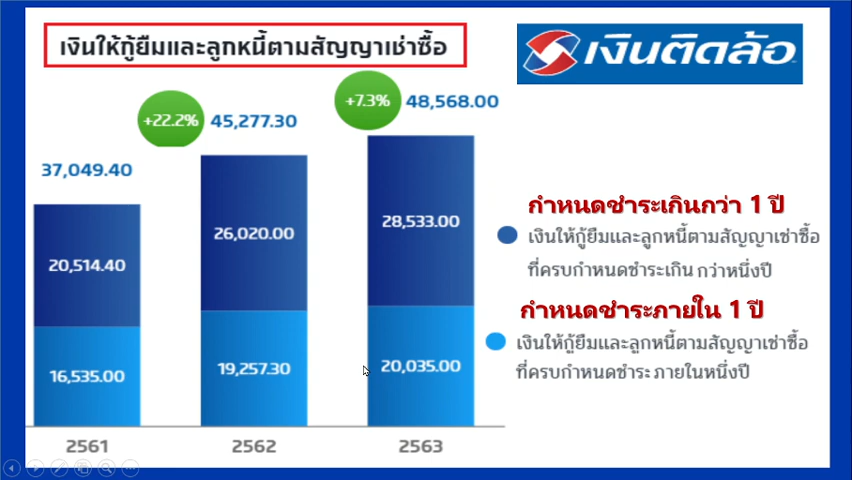 เงินให้กู้ยืมและลูกหนี้ตามสัญญาเช่าซื้อ
เงินติดล้อ
+22.2%
45,277.30
+7.3%
48,568.00
37,049.40
20,514.40
26,020.00
28,533.00
16,535.00
19,257.30
20,035.00
2561
2562
2563
กำหนดชำระเกินกว่า 1 ปี
เงินให้กู้ยืมและลูกหนี้ตามสัญญาเช่าซื้อ
ที่ครบกำหนดชำระเกิน กว่าหนึ่งปี
กำหนดชำระภายใน 1 ปี
เงินให้กู้ยืมและลูกหนี้ตามสัญญาเช่าซื้อ
ที่ครบกำหนดชำระ ภายในหนึ่งปี